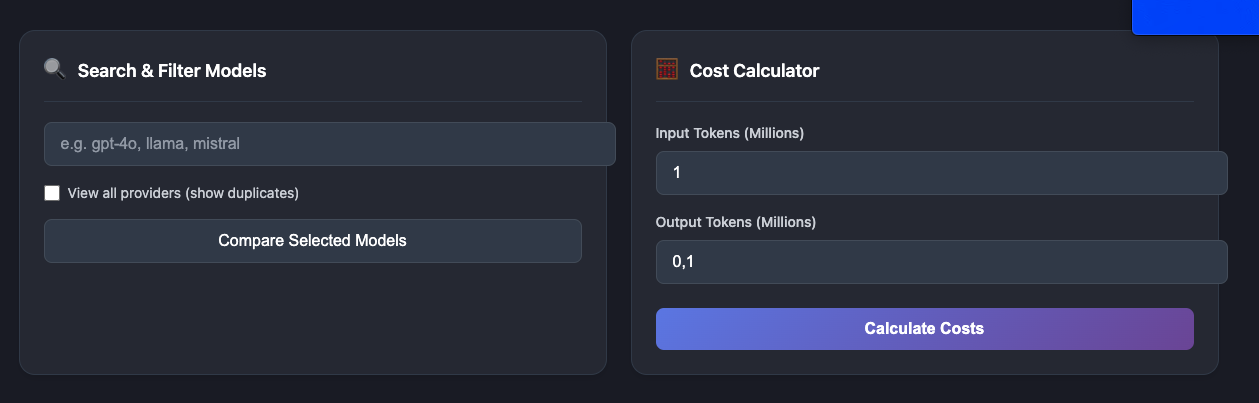 Search & Filter Models
e.g. gpt-4o, llama, mistral
View all providers (show duplicates)
Compare Selected Models
Cost Calculator
Input Tokens (Millions)
1
Output Tokens (Millions)
0,1
Calculate Costs